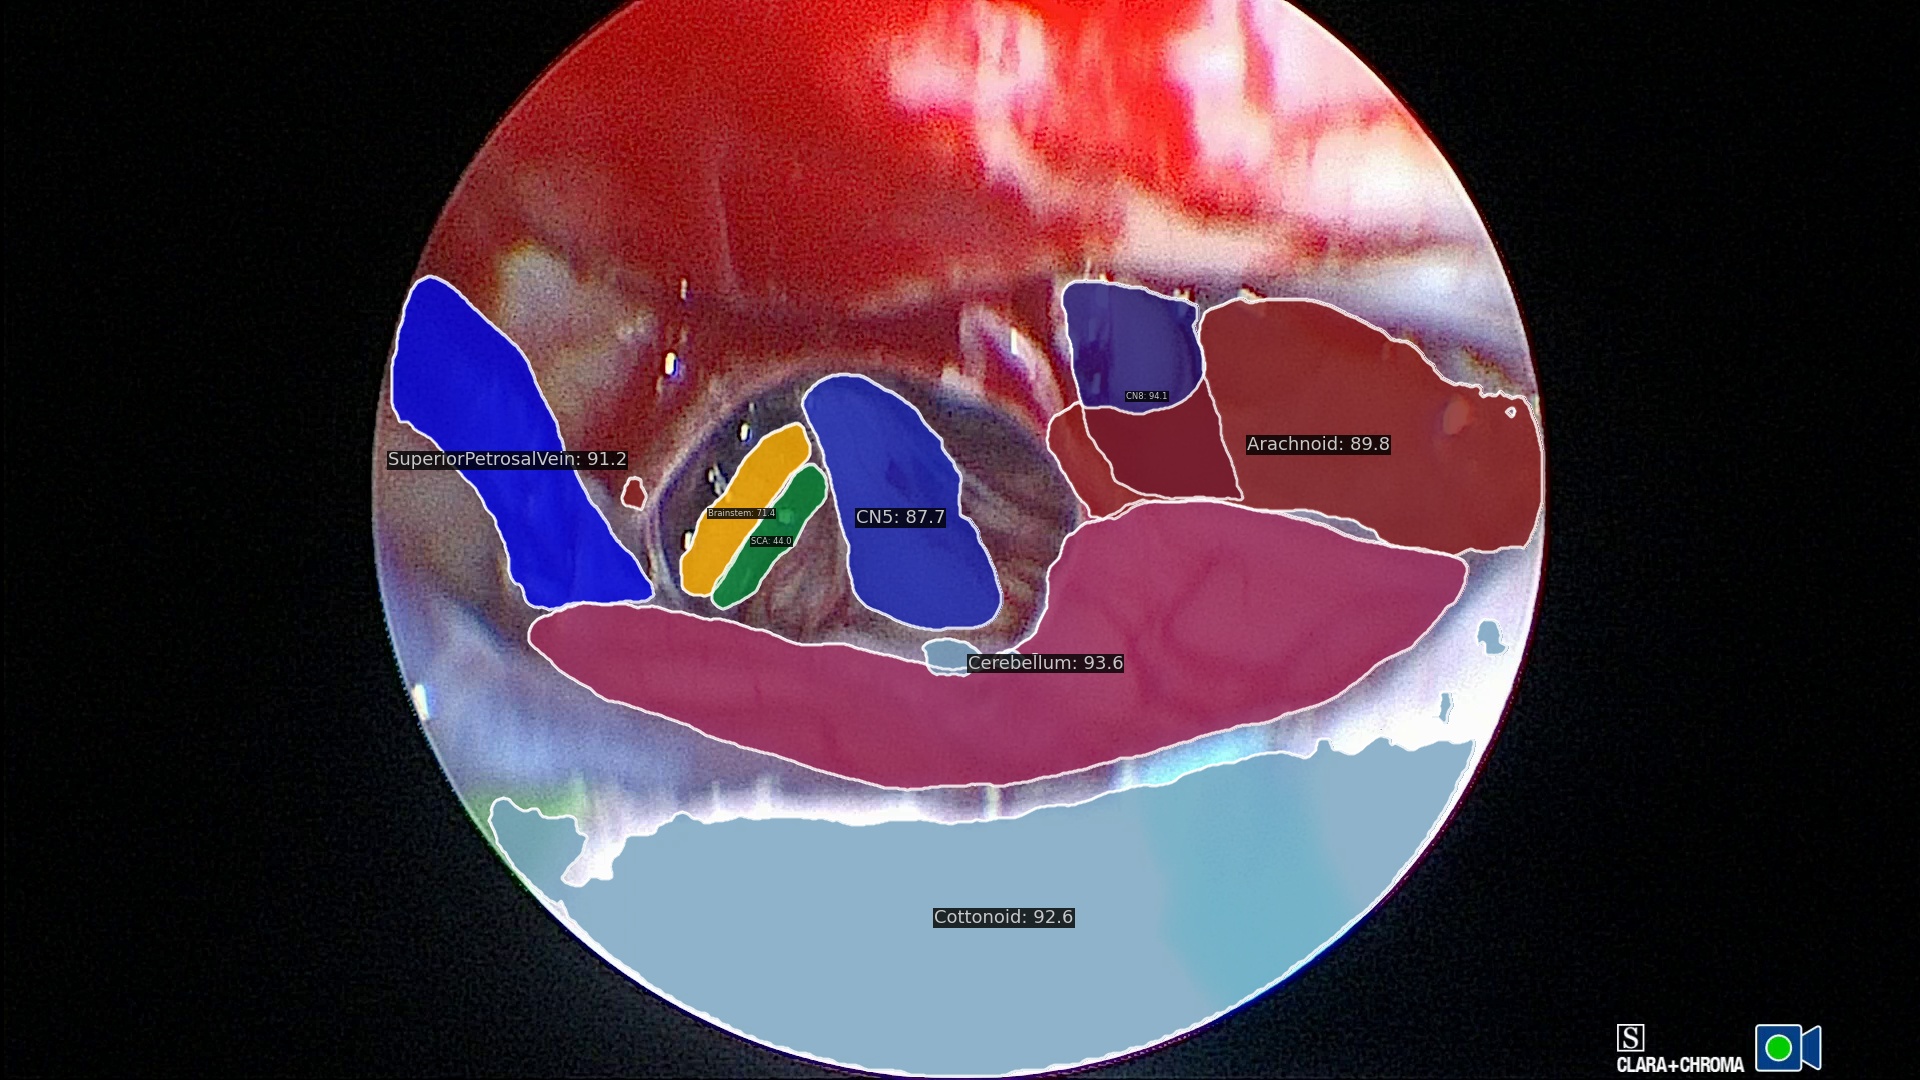 CN8: 94.1
Arachnoid: 89.8
SuperiorPetrosalVein: 91.2
Brainstem: 71.4
CN5: 87.7
SCA: 44.0
Cerebellum: 93.6
Cottonoid: 92.6
S
CLARA+CHROMA